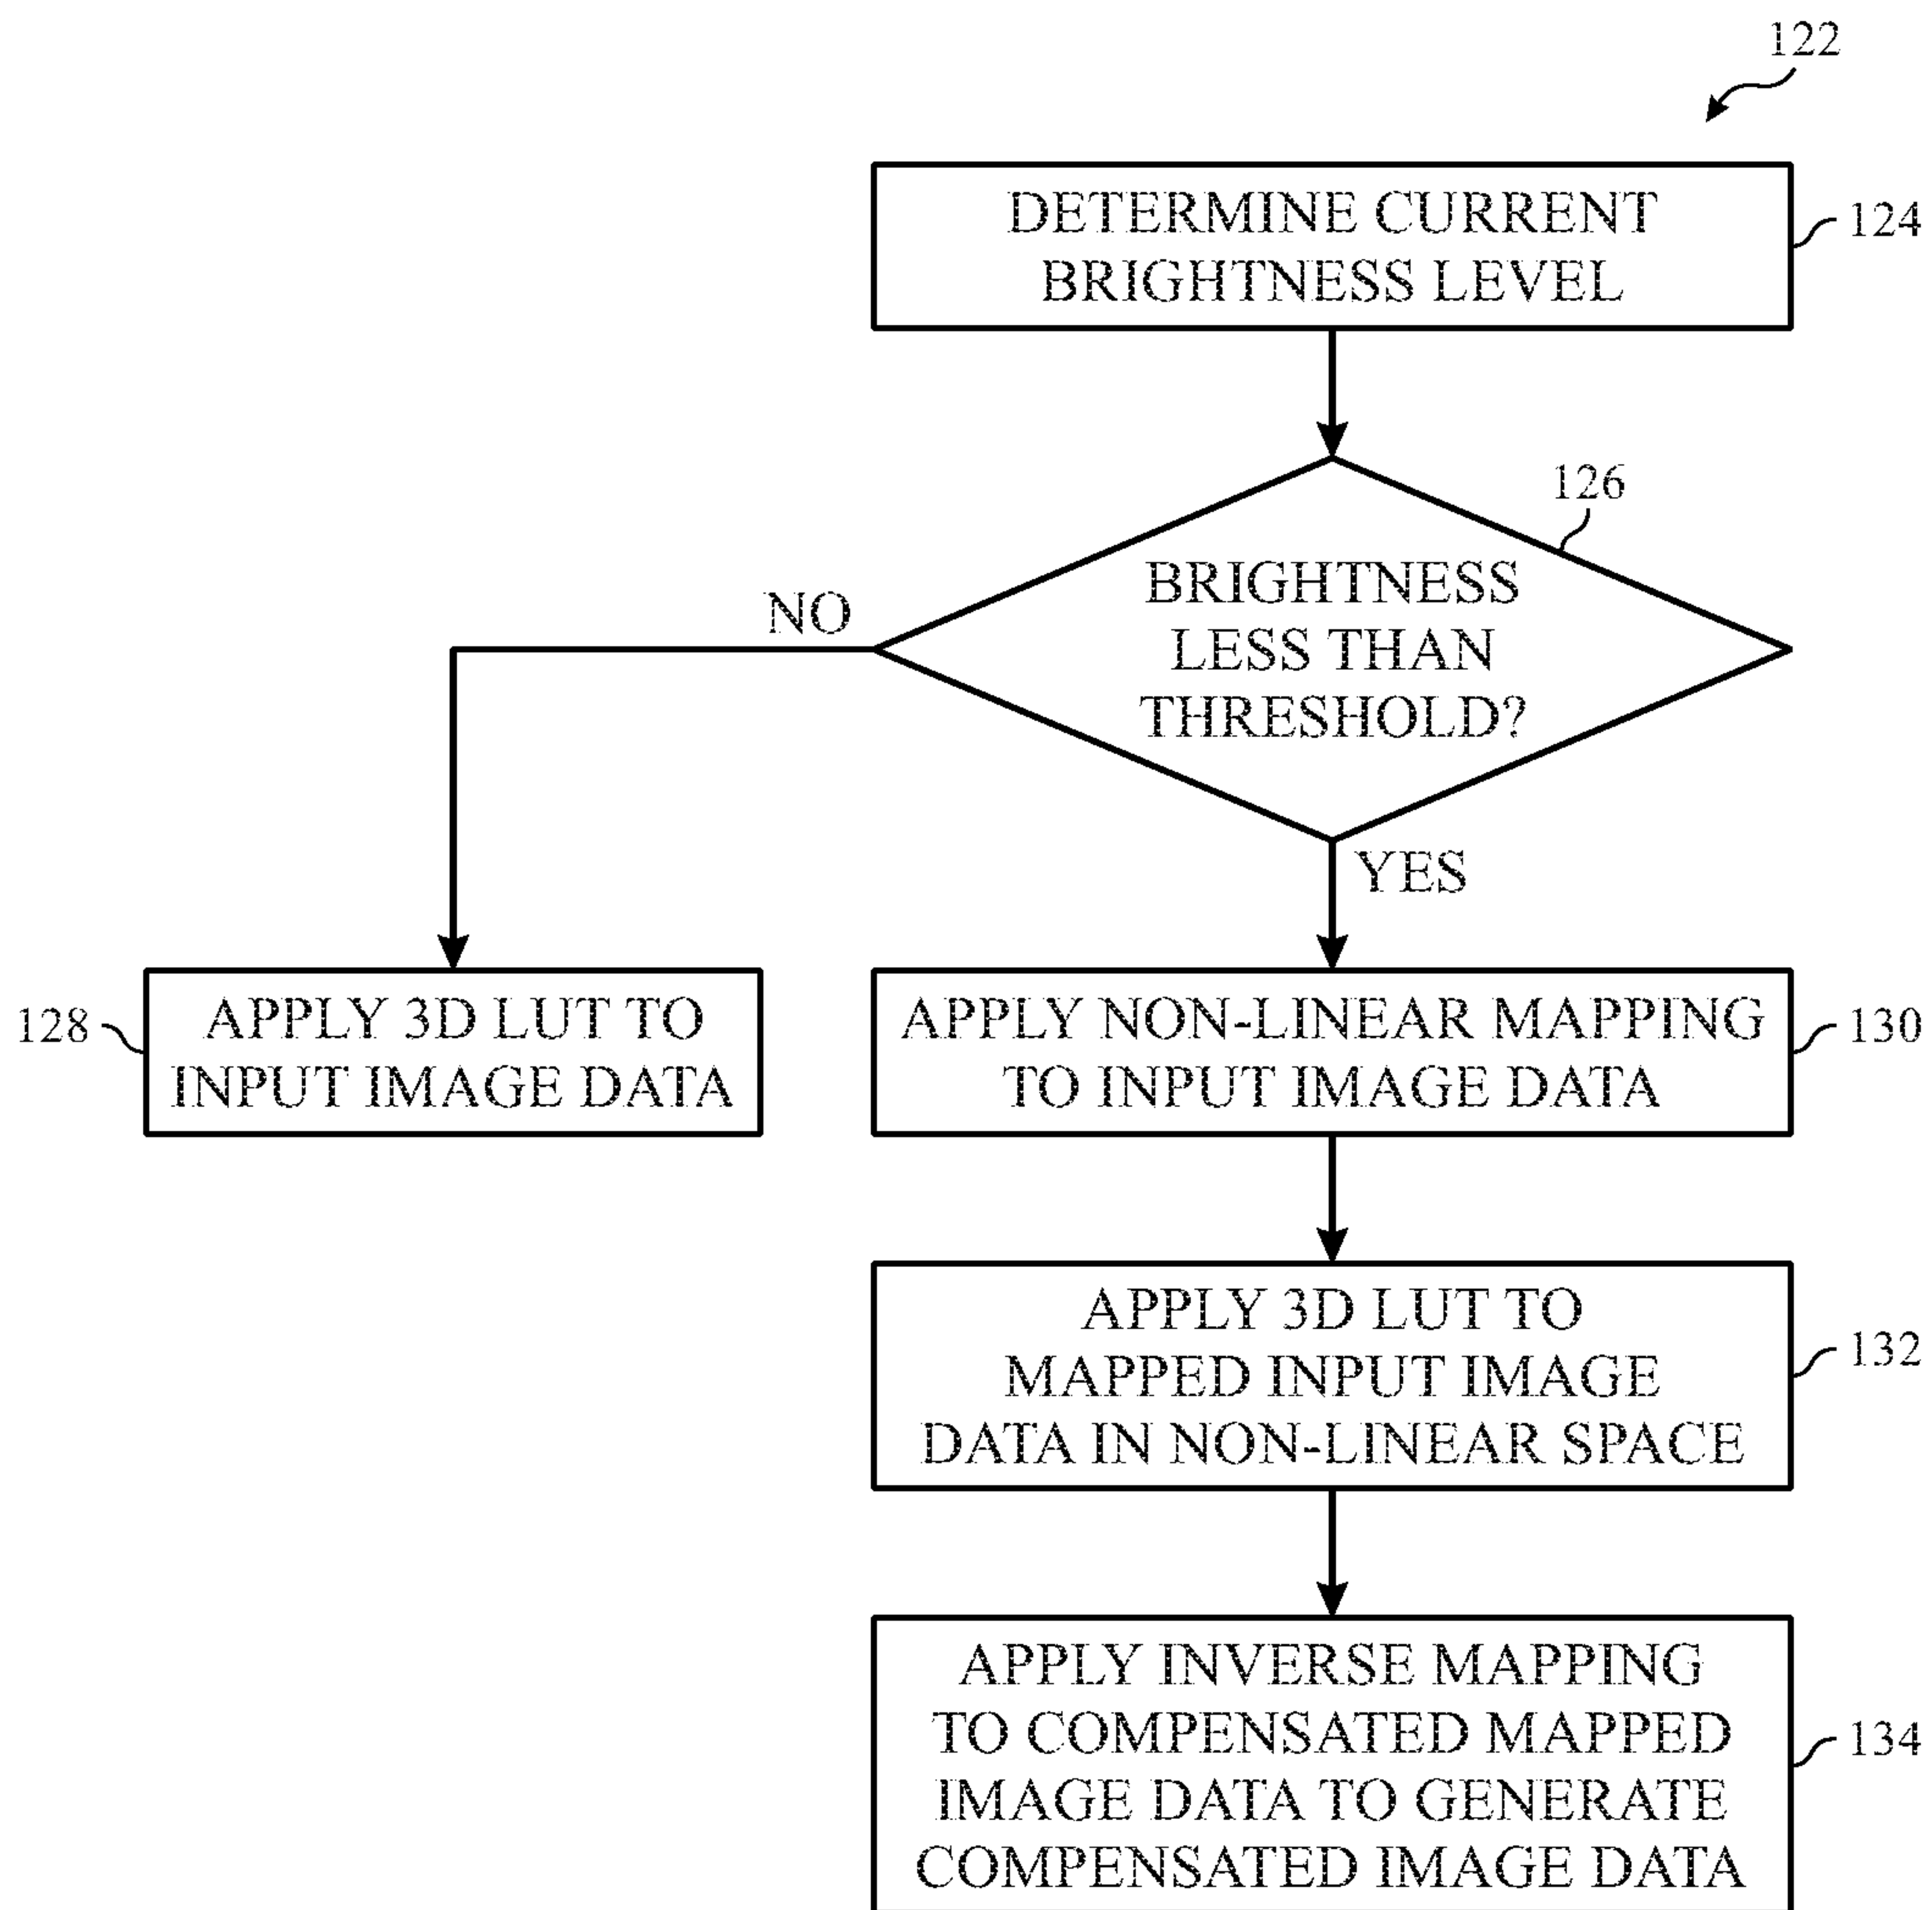 122
DETERMINE CURRENT
BRIGHTNESS LEVEL
124
126
BRIGHTNESS
LESS THAN
THRESHOLD?
NO
YES
128
APPLY 3D LUT TO
INPUT IMAGE DATA
APPLY NON-LINEAR MAPPING
TO INPUT IMAGE DATA
130
APPLY 3D LUT TO
MAPPED INPUT IMAGE
DATA IN NON-LINEAR SPACE
132
APPLY INVERSE MAPPING
TO COMPENSATED MAPPED
IMAGE DATA TO GENERATE
COMPENSATED IMAGE DATA
134